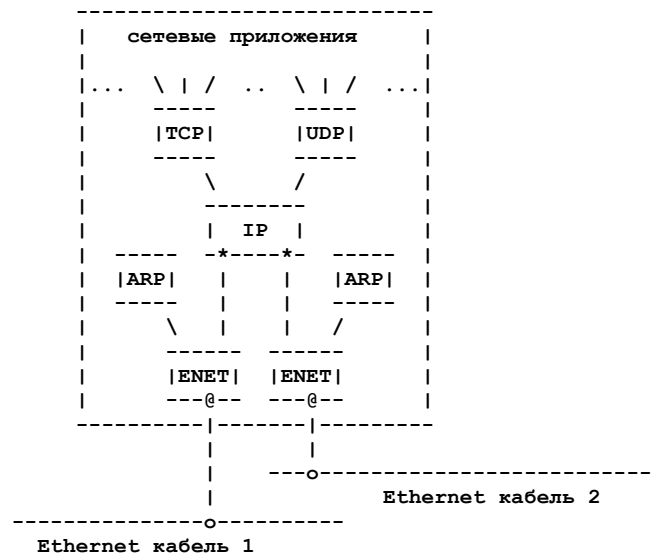 сетевые приложения
... \ | / .. \ | / ...
|TCP| |UDP|
| IP |
|ARP| |ARP|
|ENET| |ENET|
Ethernet кабель 2
Ethernet кабель 1